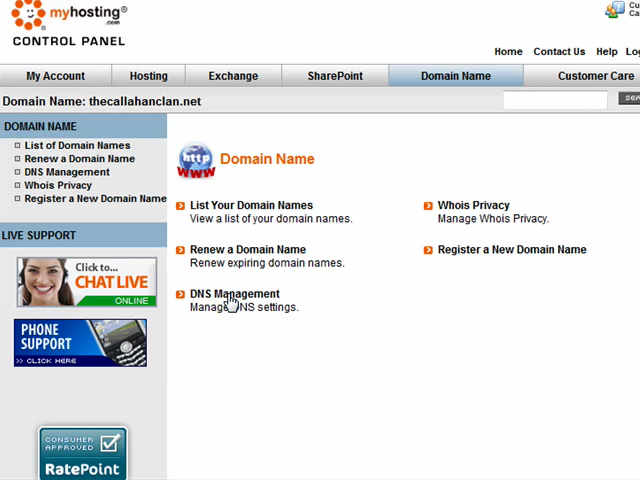 myhosting®
.com
CONTROL PANEL
Home Contact Us Help
My Account Hosting Exchange SharePoint Domain Name Customer Care
Domain Name: thecallahanclan.net
DOMAIN NAME
List of Domain Names
Renew a Domain Name
DNS Management
Whois Privacy
Register a New Domain Name
LIVE SUPPORT
Click to...
CHAT LIVE
ONLINE
PHONE
SUPPORT
>> CLICK HERE
CONSUMER
APPROVED
RatePoint
http
WWW
Domain Name
List Your Domain Names
View a list of your domain names.
Renew a Domain Name
Renew expiring domain names.
DNS Management
Manage DNS settings.
Whois Privacy
Manage Whois Privacy.
Register a New Domain Name